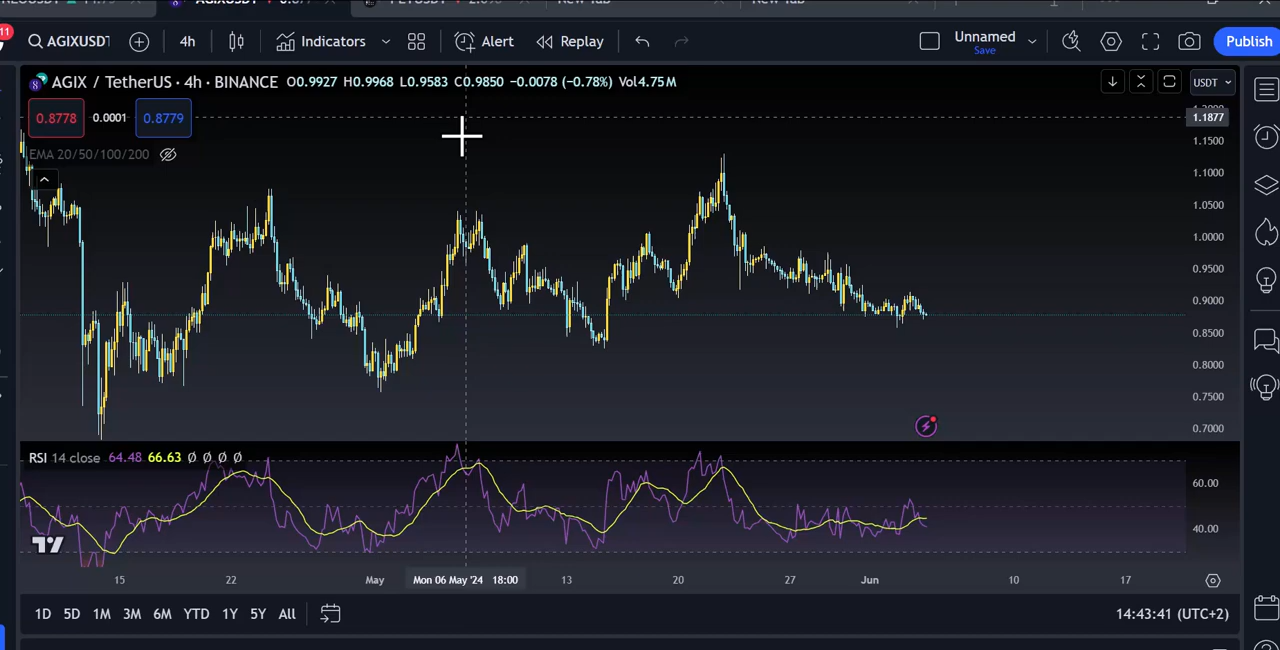 11
AGIXUSDT 4h Indicators Alert Replay Unnamed Save Publish
AGIX / TetherUS · 4h · BINANCE O0.9927 H0.9968 L0.9583 C0.9850 −0.0078 (−0.78%) Vol4.75M USDT
0.8778 0.0001 0.8779
EMA 20/50/100/200
1.1877
1.1500
1.1000
1.0500
1.0000
0.9500
0.9000
0.8500
0.8000
0.7500
0.7000
RSI 14 close 64.48 66.63 Ø Ø Ø Ø
60.00
40.00
15 22 May Mon 06 May '24 18:00 13 20 27 Jun 10 17
1D 5D 1M 3M 6M YTD 1Y 5Y All 14:43:41 (UTC+2)